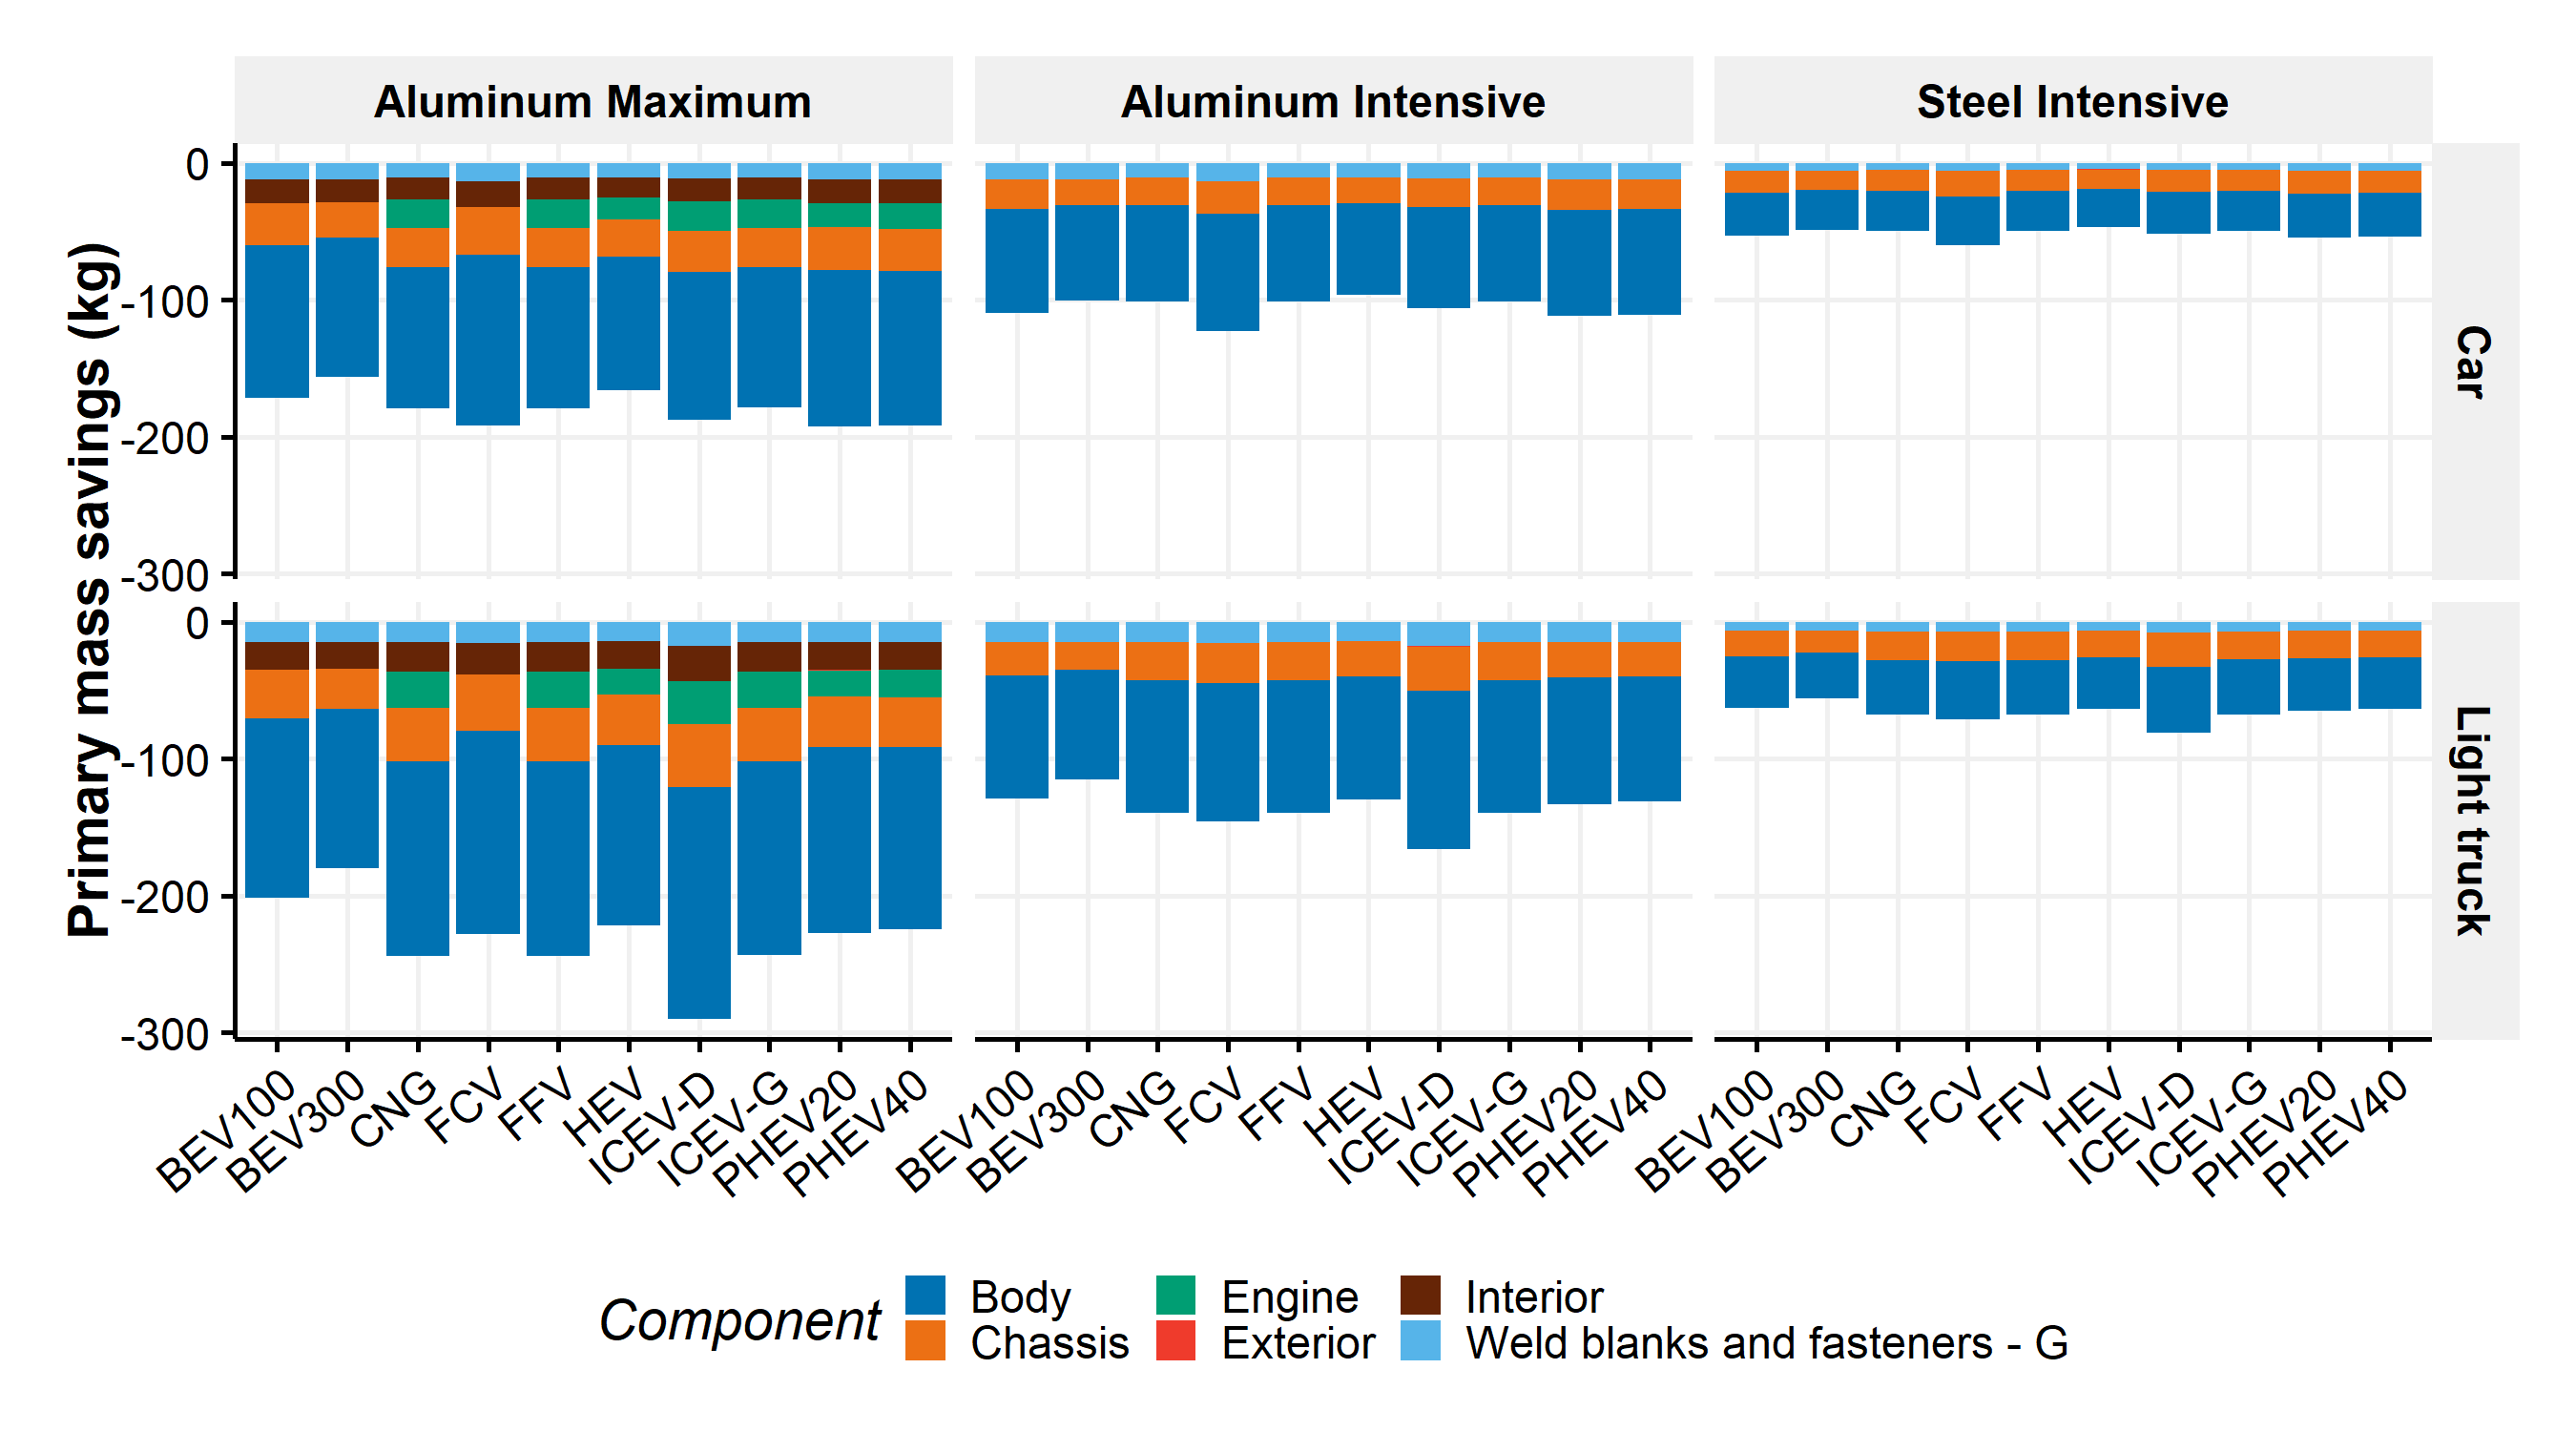 Aluminum Maximum
Aluminum Intensive
Steel Intensive
Primary mass savings (kg)
0
-100
-200
-300
Car
0
-100
-200
-300
Light truck
BEV100
BEV300
CNG
FCV
FFV
HEV
ICEV-D
ICEV-G
PHEV20
PHEV40
BEV100
BEV300
CNG
FCV
FFV
HEV
ICEV-D
ICEV-G
PHEV20
PHEV40
BEV100
BEV300
CNG
FCV
FFV
HEV
ICEV-D
ICEV-G
PHEV20
PHEV40
Component
Body
Engine
Interior
Chassis
Exterior
Weld blanks and fasteners - G